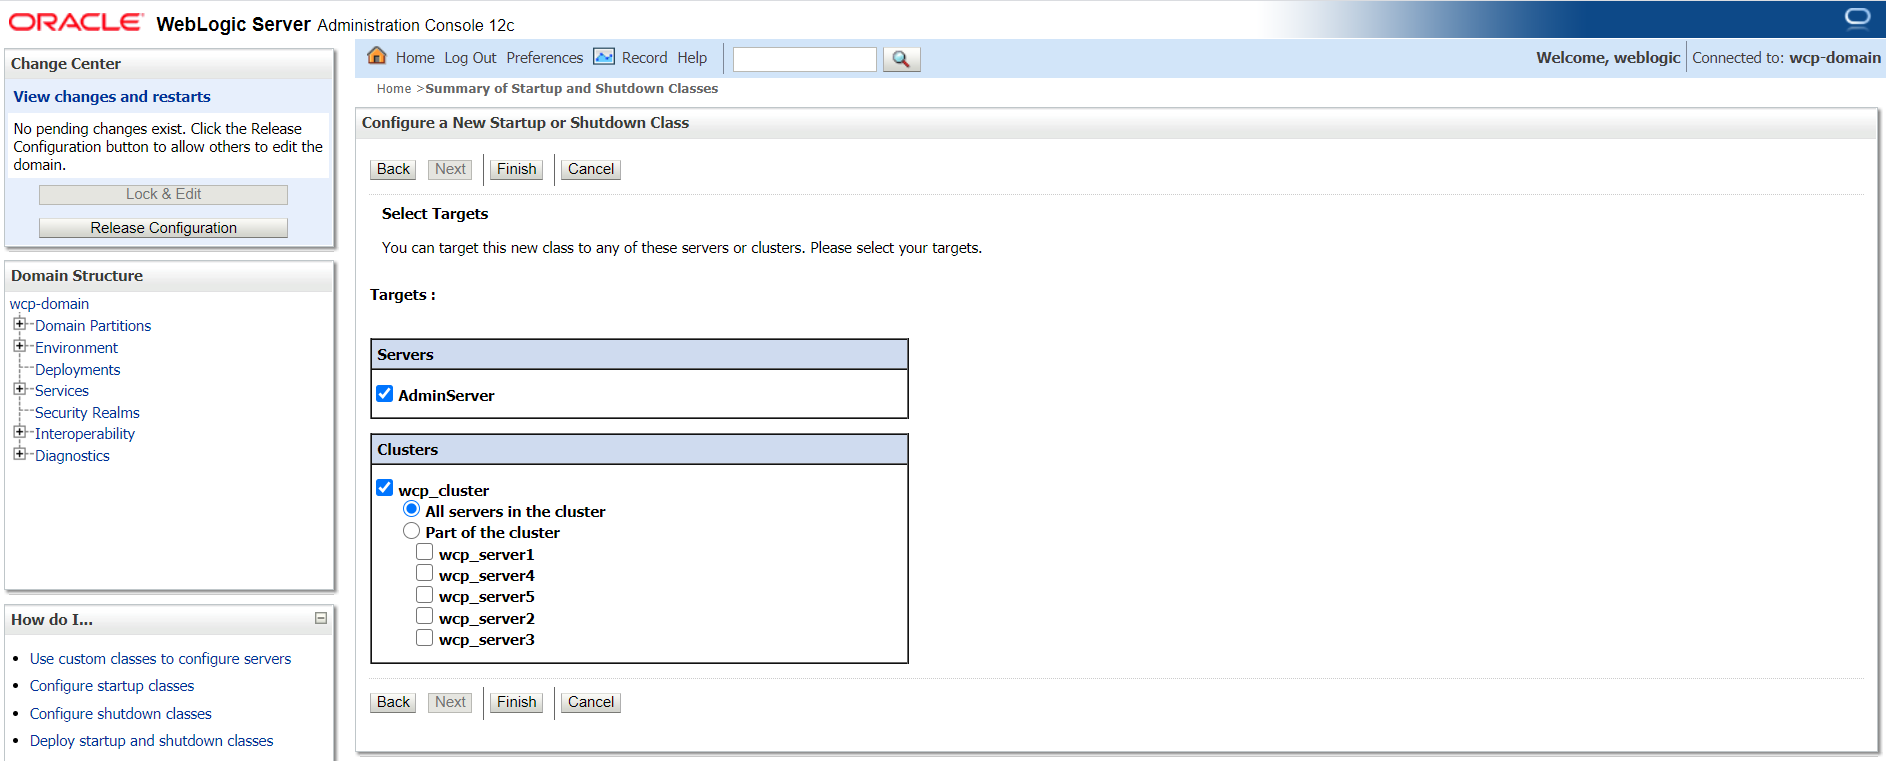 ORACLE WebLogic Server Administration Console 12c
Change Center
View changes and restarts
No pending changes exist. Click the Release
Configuration button to allow others to edit the
domain.
Lock & Edit
Release Configuration
Domain Structure
wcp-domain
Domain Partitions
Environment
Deployments
Services
Security Realms
Interoperability
Diagnostics
How do I...
Use custom classes to configure servers
Configure startup classes
Configure shutdown classes
Deploy startup and shutdown classes
Home Log Out Preferences Record Help
Welcome, weblogic Connected to: wcp-domain
Home >Summary of Startup and Shutdown Classes
Configure a New Startup or Shutdown Class
Back Next Finish Cancel
Select Targets
You can target this new class to any of these servers or clusters. Please select your targets.
Targets :
Servers
AdminServer
Clusters
wcp_cluster
All servers in the cluster
Part of the cluster
wcp_server1
wcp_server4
wcp_server5
wcp_server2
wcp_server3
Back Next Finish Cancel